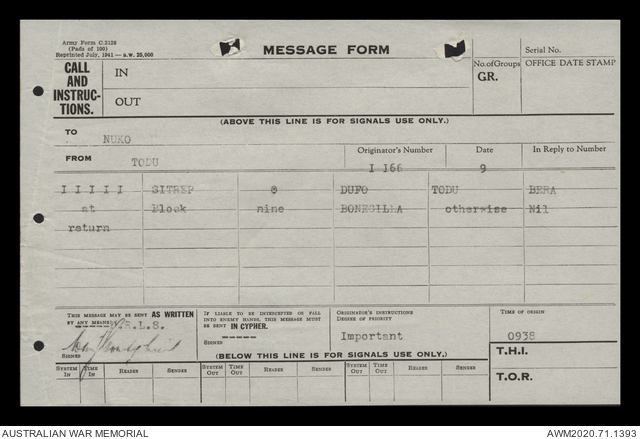 Army Form C.2128
(Pads of 100)
Reprinted July, 1941
MESSAGE FORM
Serial No.
CALL AND INSTRUC-TIONS.
IN
OUT
No. of Groups
GR.
OFFICE DATE STAMP
(ABOVE THIS LINE IS FOR SIGNALS USE ONLY.)
TO
NUKO
FROM
TODU
Originator's Number
I 166
Date
9
In Reply to Number
I I I I I SITREP 8 DUFO TODU BERA
at Block nine BONEGILLA otherwise Nil
return
THIS MESSAGE MAY BE SENT AS WRITTEN
BY ANY MEANS
.R.L.S.
SIGNED
IF LIABLE TO BE INTERCEPTED OR FALL
INTO ENEMY HANDS, THIS MESSAGE MUST
BE SENT IN CYPHER.
-----
SIGNED
ORIGINATOR'S INSTRUCTIONS
DEGREE OF PRIORITY
Important
TIME OF ORIGIN
0938
(BELOW THIS LINE IS FOR SIGNALS USE ONLY.)
T.H.I.
T.O.R.
SYSTEM IN
TIME IN
READER
SENDER
SYSTEM OUT
TIME OUT
READER
SENDER
SYSTEM OUT
TIME OUT
READER
SENDER
AUSTRALIAN WAR MEMORIAL
AWM2020.71.1393